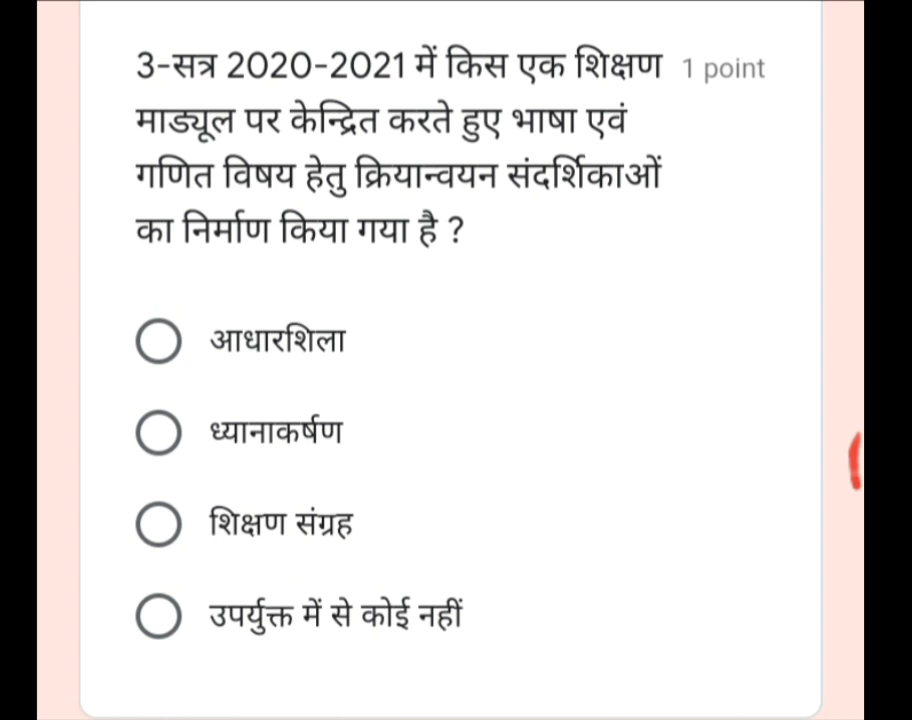 3-सत्र 2020-2021 में किस एक शिक्षण 1 point
माड्यूल पर केन्द्रित करते हुए भाषा एवं
गणित विषय हेतु क्रियान्वयन संदर्शिकाओं
का निर्माण किया गया है ?
आधारशिला
ध्यानाकर्षण
शिक्षण संग्रह
उपर्युक्त में से कोई नहीं